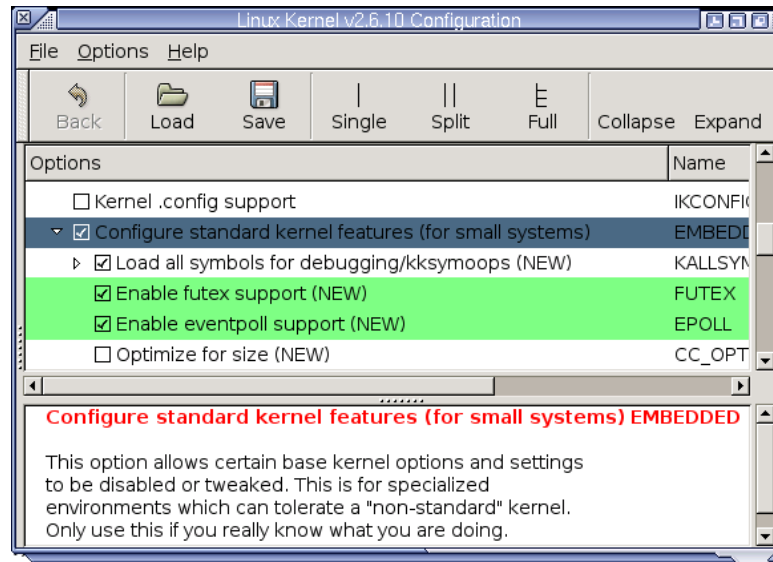 Linux Kernel v2.6.10 Configuration
File Options Help
Back Load Save Single Split Full Collapse Expand
Options Name
Kernel .config support IKCONFI
Configure standard kernel features (for small systems) EMBED
Load all symbols for debugging/kksymoops (NEW) KALLSYM
Enable futex support (NEW) FUTEX
Enable eventpoll support (NEW) EPOLL
Optimize for size (NEW) CC_OPT
Configure standard kernel features (for small systems) EMBEDDED
This option allows certain base kernel options and settings
to be disabled or tweaked. This is for specialized
environments which can tolerate a "non-standard" kernel.
Only use this if you really know what you are doing.